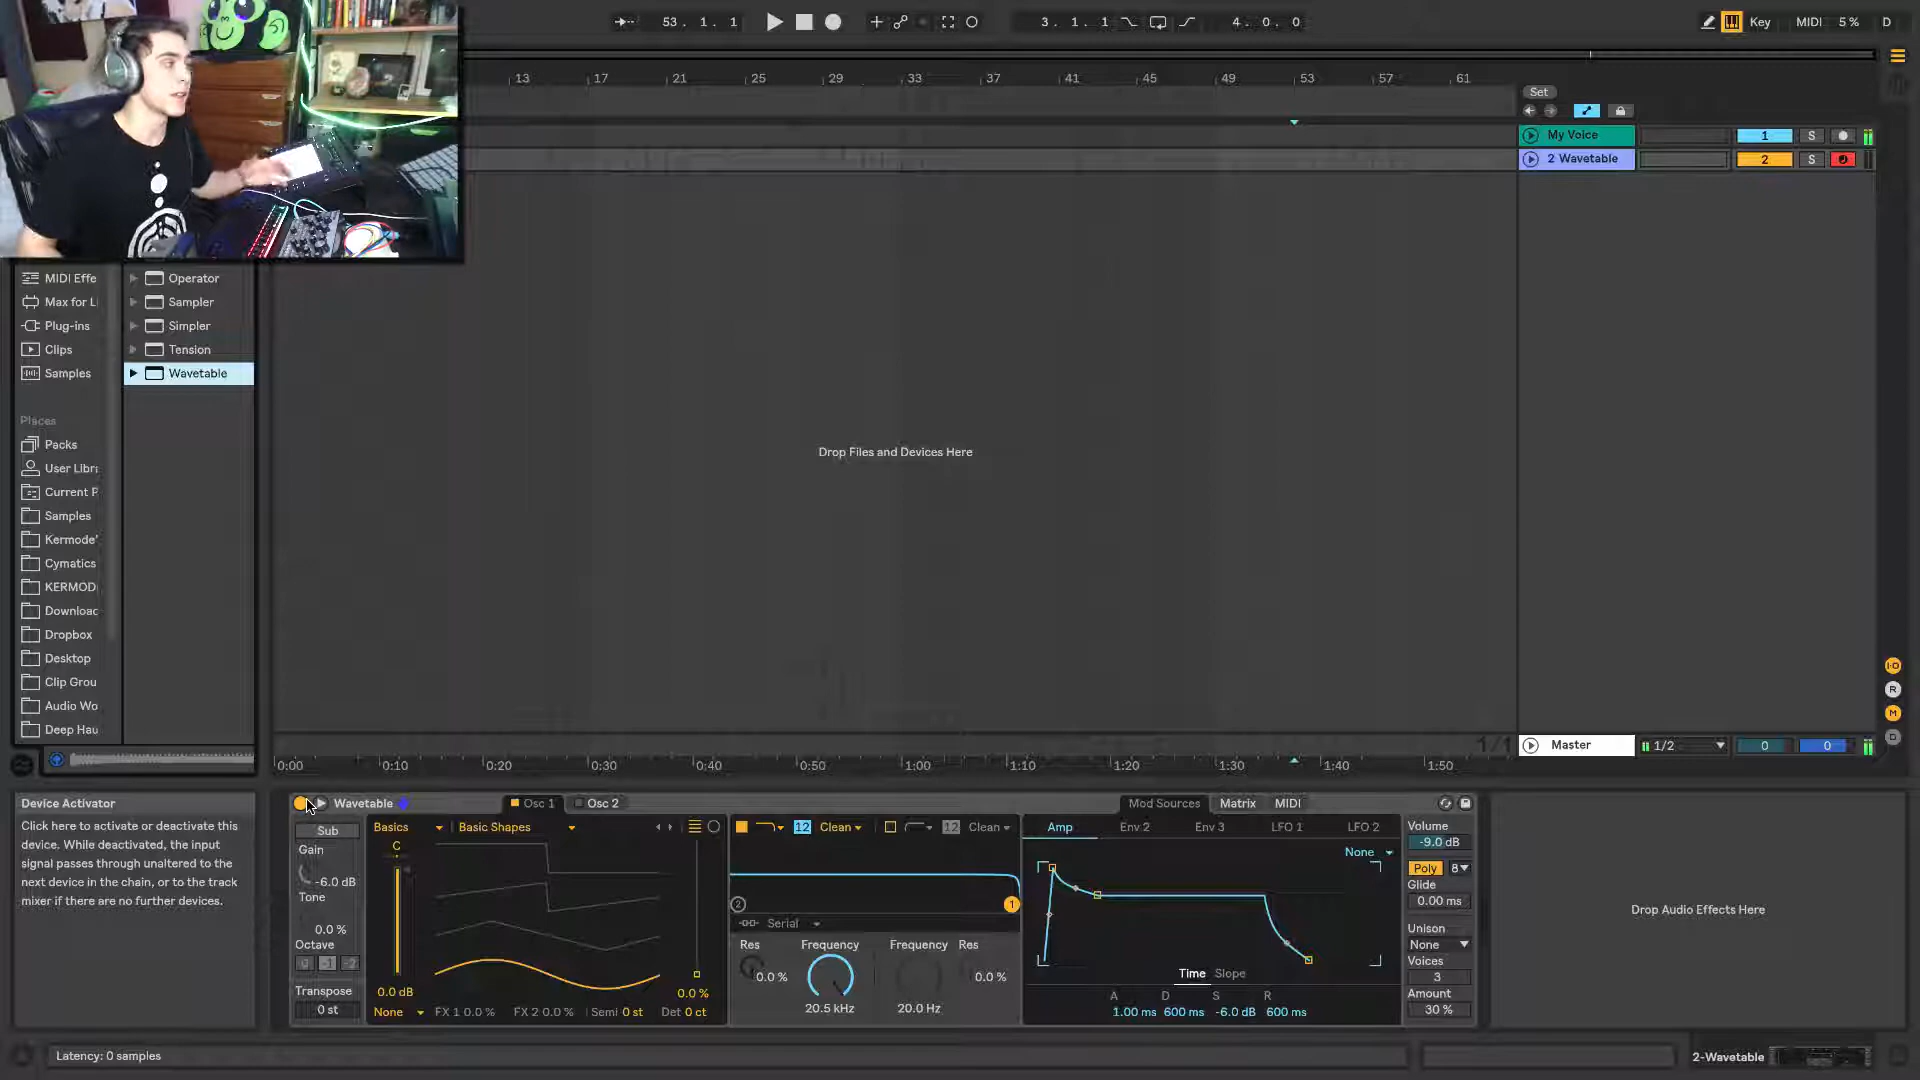 53 . 1 . 1
3 . 1 . 1
4 . 0 . 0
Key
MIDI
5 %
D
13
17
21
25
29
33
37
41
45
49
53
57
61
Set
My Voice
1
S
2 Wavetable
2
S
MIDI Effe
Max for L
Plug-ins
Clips
Samples
Operator
Sampler
Simpler
Tension
Wavetable
Places
Packs
User Libr
Current P
Samples
Kermode'
Cymatics
KERMOD
Downloac
Dropbox
Desktop
Clip Grou
Audio Wo
Deep Hau
Drop Files and Devices Here
I-O
R
M
D
1/1
Master
1/2
0
0
0:00
0:10
0:20
0:30
0:40
0:50
1:00
1:10
1:20
1:30
1:40
1:50
Device Activator
Click here to activate or deactivate this
device. While deactivated, the input
signal passes through unaltered to the
next device in the chain, or to the track
mixer if there are no further devices.
Wavetable
Osc 1
Osc 2
Mod Sources
Matrix
MIDI
Sub
Gain
-6.0 dB
Tone
0.0 %
Octave
0
-1
-2
Transpose
0 st
Basics
Basic Shapes
C
0.0 dB
0.0 %
None
FX 1 0.0 %
FX 2 0.0 %
Semi 0 st
Det 0 ct
12
Clean
12
Clean
2
1
Serial
Res
Frequency
Frequency
Res
0.0 %
0.0 %
20.5 kHz
20.0 Hz
Amp
Env 2
Env 3
LFO 1
LFO 2
None
Time
Slope
A
D
S
R
1.00 ms
600 ms
-6.0 dB
600 ms
Volume
-9.0 dB
Poly
8
Glide
0.00 ms
Unison
None
Voices
3
Amount
30 %
Drop Audio Effects Here
Latency: 0 samples
2-Wavetable